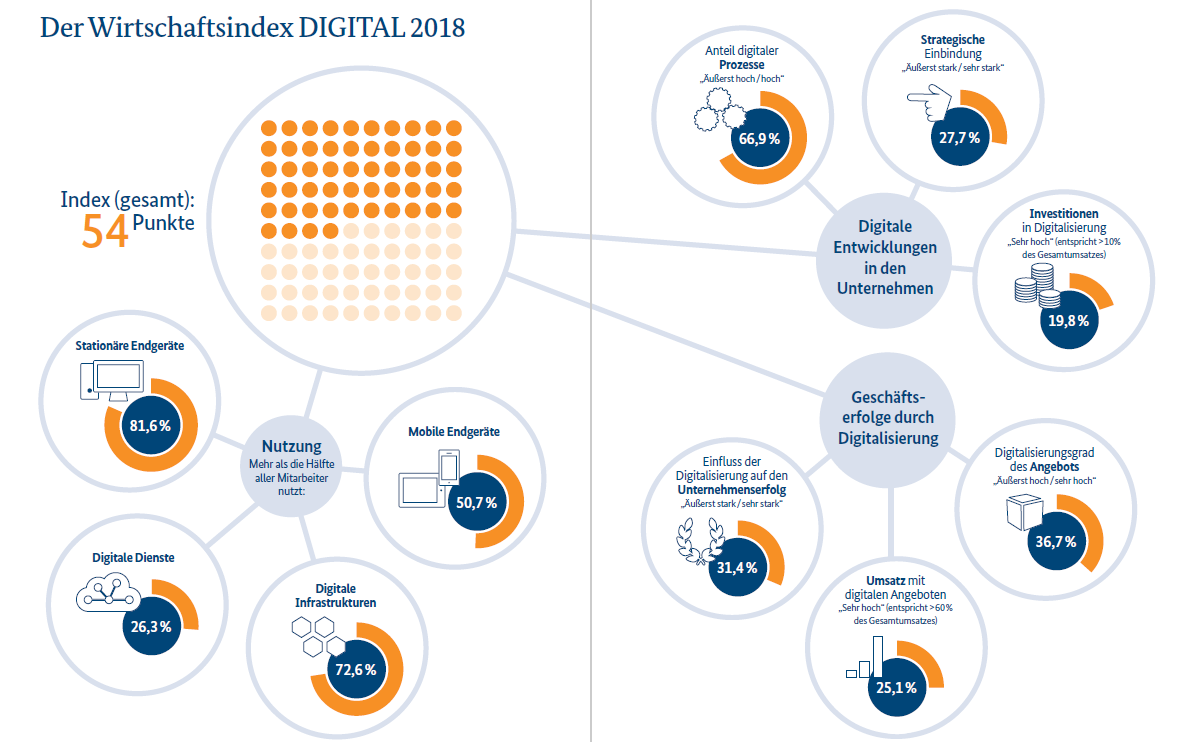 Der Wirtschaftsindex DIGITAL 2018
Index (gesamt):
54 Punkte
Stationäre Endgeräte
81,6 %
Nutzung
Mehr als die Hälfte
aller Mitarbeiter
nutzt:
Mobile Endgeräte
50,7 %
Digitale Dienste
26,3 %
Digitale
Infrastrukturen
72,6 %
Anteil digitaler
Prozesse
„Äußerst hoch / hoch“
66,9 %
Strategische
Einbindung
„Äußerst stark / sehr stark“
27,7 %
Digitale
Entwicklungen
in den
Unternehmen
Investitionen
in Digitalisierung
„Sehr hoch“ (entspricht >10%
des Gesamtumsatzes)
19,8 %
Geschäfts-
erfolge durch
Digitalisierung
Einfluss der
Digitalisierung auf den
Unternehmenserfolg
„Äußerst stark / sehr stark“
31,4 %
Digitalisierungsgrad
des Angebots
„Äußerst hoch / sehr hoch“
36,7 %
Umsatz mit
digitalen Angeboten
„Sehr hoch“ (entspricht >60%
des Gesamtumsatzes)
25,1 %